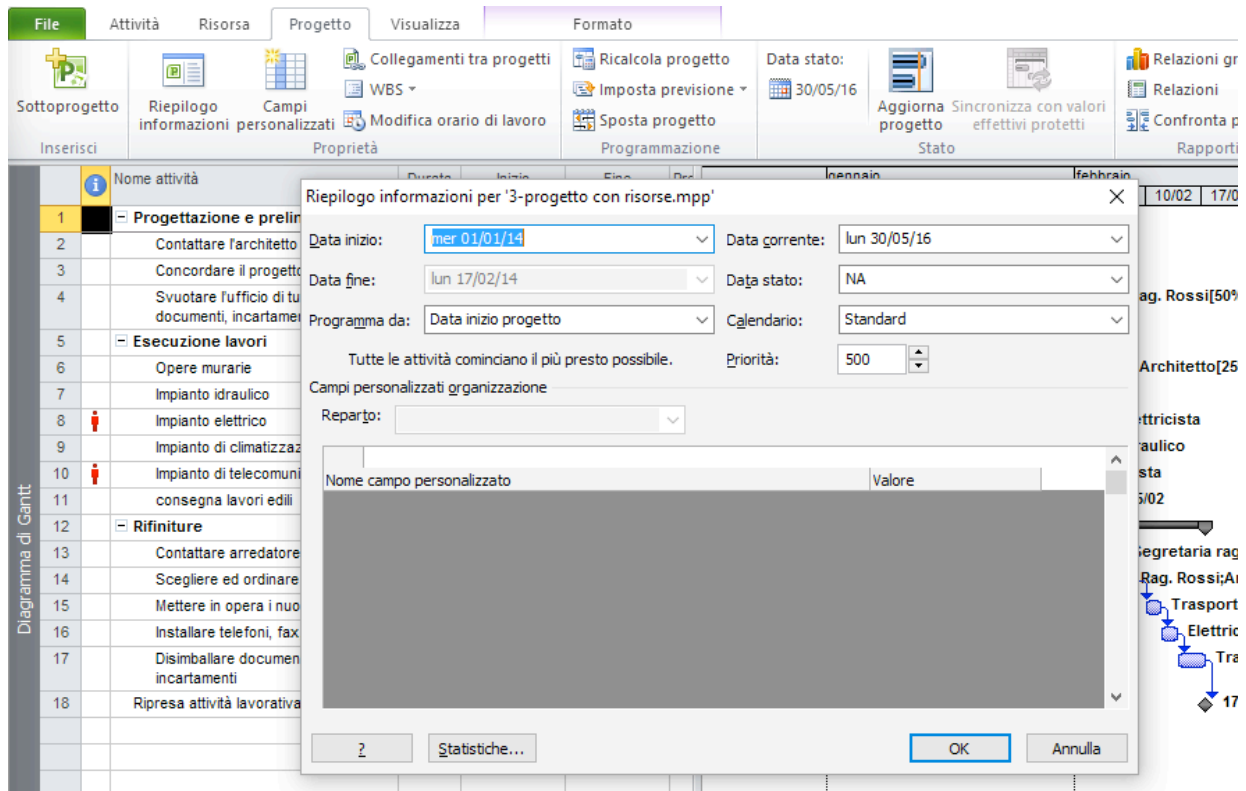 File Attività Risorsa Progetto Visualizza Formato
Sottoprogetto
Riepilogo informazioni
Campi personalizzati
Collegamenti tra progetti
WBS
Modifica orario di lavoro
Ricalcola progetto
Imposta previsione
Sposta progetto
Data stato:
30/05/16
Aggiorna progetto
Sincronizza con valori effettivi protetti
Relazioni gr
Relazioni
Confronta p
Inserisci Proprietà Programmazione Stato Rapporti
Nome attività Durata Inizio Fine gennaio febbraio
10/02 17/0
Riepilogo informazioni per '3-progetto con risorse.mpp'
Data inizio: mer 01/01/14 Data corrente: lun 30/05/16
Data fine: lun 17/02/14 Data stato: NA
Programma da: Data inizio progetto Calendario: Standard
Tutte le attività cominciano il più presto possibile. Priorità: 500
Campi personalizzati organizzazione
Reparto:
Nome campo personalizzato Valore
? Statistiche... OK Annulla
1 Progettazione e prelin
2 Contattare l'architetto
3 Concordare il progetto
4 Svuotare l'ufficio di tu
documenti, incartamen
5 Esecuzione lavori
6 Opere murarie
7 Impianto idraulico
8 Impianto elettrico
9 Impianto di climatizzaz
10 Impianto di telecomuni
11 consegna lavori edili
12 Rifiniture
13 Contattare arredatore
14 Scegliere ed ordinare
15 Mettere in opera i nuo
16 Installare telefoni, fax
17 Disimballare documen
incartamenti
18 Ripresa attività lavorativa
Diagramma di Gantt
ag. Rossi[50%
Architetto[25
ettricista
raulico
sta
5/02
Segretaria rag
Rag. Rossi;Ar
Trasport
Elettric
Tra
17